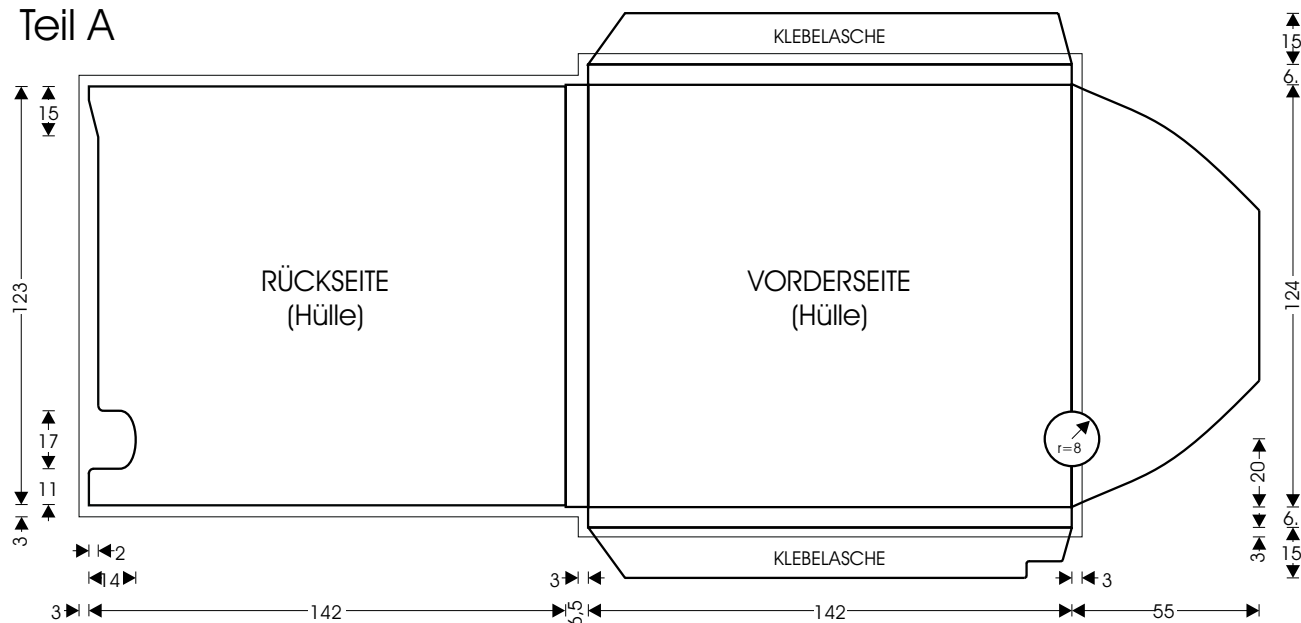 Teil A
KLEBELASCHE
15
6.
15
123
124
RÜCKSEITE
(Hülle)
VORDERSEITE
(Hülle)
17
r=8
11
20
3
6.
2
KLEBELASCHE
3
15
14
3
3
3
142
6,5
142
55